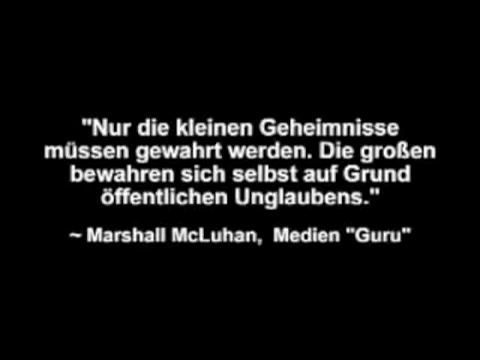 "Nur die kleinen Geheimnisse
müssen gewahrt werden. Die großen
bewahren sich selbst auf Grund
öffentlichen Unglaubens."
~ Marshall McLuhan, Medien "Guru"